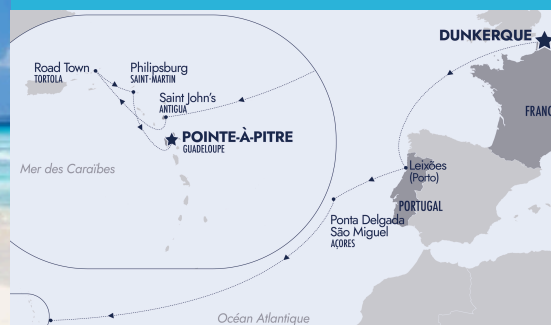 DUNKERQUE
Road Town
TORTOLA
Philipsburg
SAINT-MARTIN
Saint John's
ANTIGUA
FRANC
POINTE-À-PITRE
GUADELOUPE
Mer des Caraïbes
Leixões
(Porto)
PORTUGAL
Ponta Delgada
São Miguel
AÇORES
Océan Atlantique